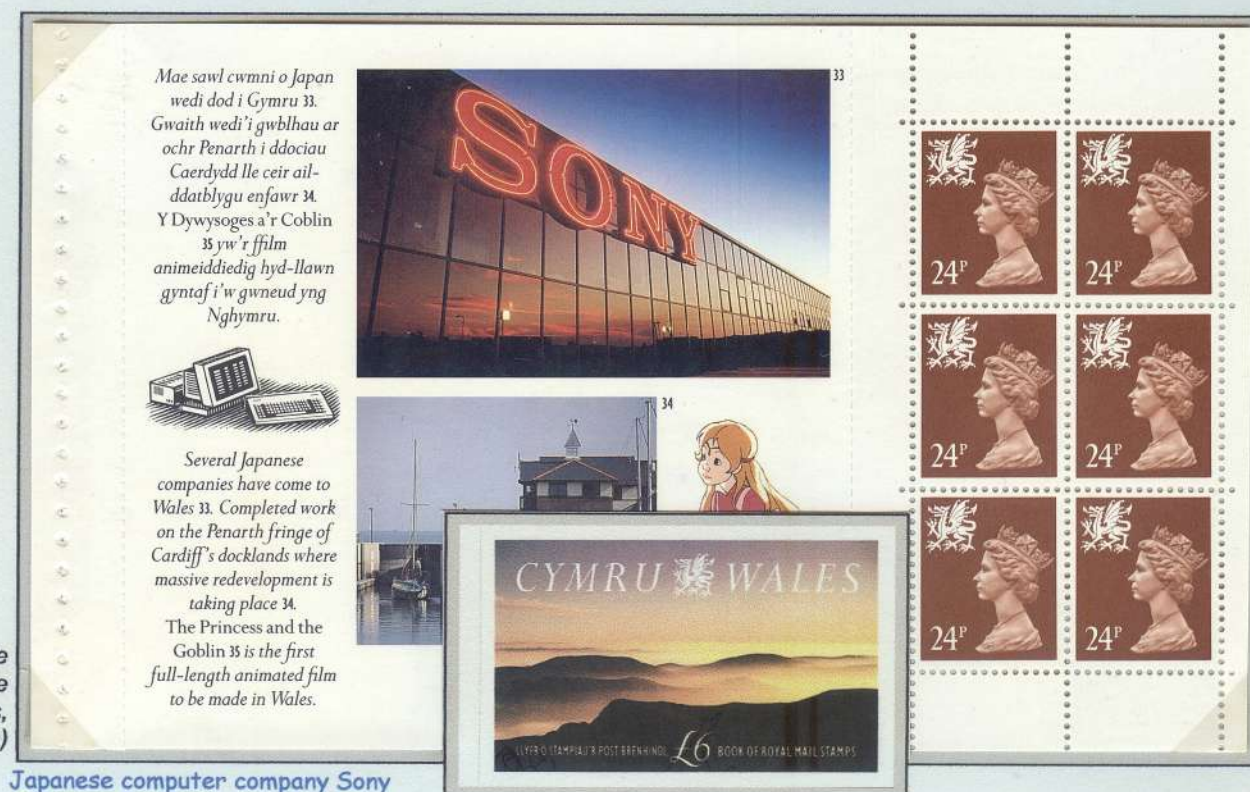 Mae sawl cwmni o Japan
wedi dod i Gymru 33.
Gwaith wedi'i gwblhau ar
ochr Penarth i ddociau
Caerdydd lle ceir ail-
ddatblygu enfawr 34.
Y Dywysoges a'r Coblin
35 yw'r ffilm
animeiddiedig hyd-llawn
gyntaf i'w gwneud yng
Nghymru.
Several Japanese
companies have come to
Wales 33. Completed work
on the Penarth fringe of
Cardiff's docklands where
massive redevelopment is
taking place 34.
The Princess and the
Goblin 35 is the first
full-length animated film
to be made in Wales.
33
SONY
34
CYMRU WALES
LLYFR O STAMPIAU'R POST BRENHINOL £6 BOOK OF ROYAL MAIL STAMPS
24P 24P
24P 24P
24P 24P
Japanese computer company Sony